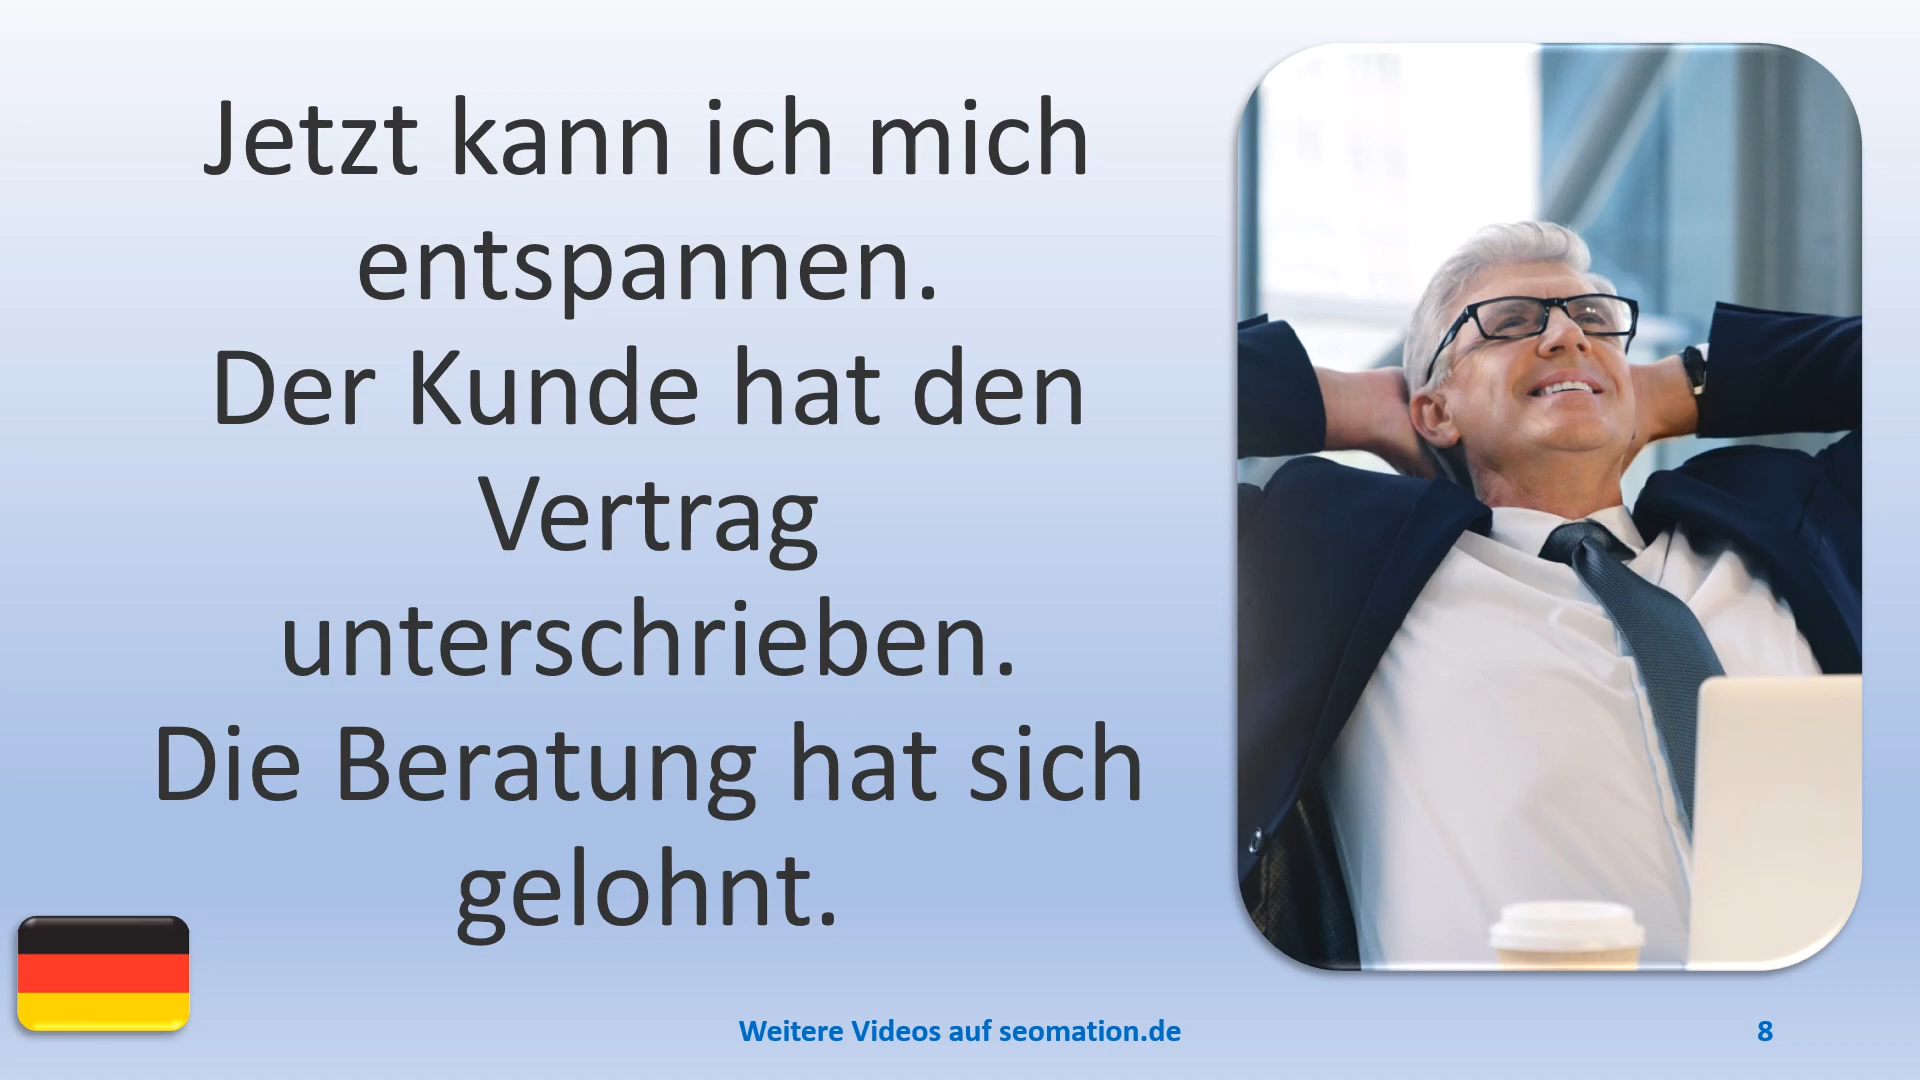 Jetzt kann ich mich
entspannen.
Der Kunde hat den
Vertrag
unterschrieben.
Die Beratung hat sich
gelohnt.
Weitere Videos auf seomation.de
8